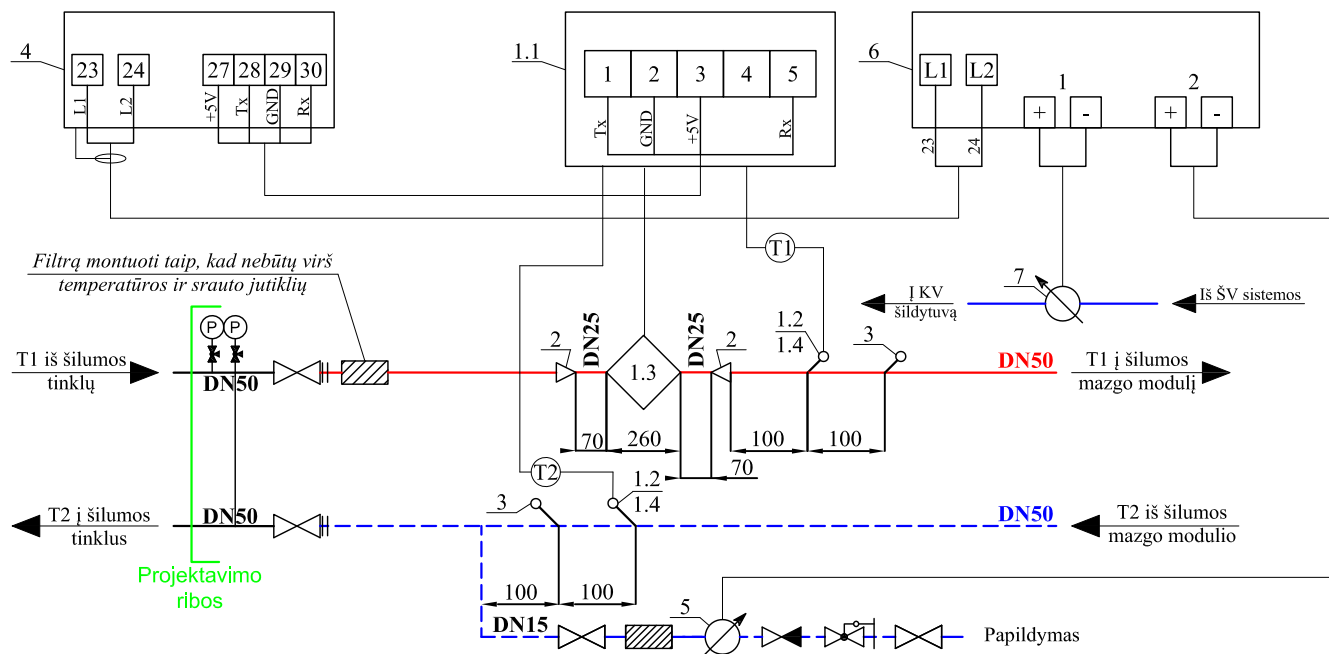 4
23
24
27
28
29
30
L1
L2
+5V
Tx
GND
Rx
1.1
1
2
3
4
5
Tx
GND
+5V
Rx
6
L1
L2
1
2
+
-
+
-
23
24
Filtrą montuoti taip, kad nebūtų virš
temperatūros ir srauto jutiklių
T1
7
Į KV
šildytuvą
Iš ŠV sistemos
P
P
T1 iš šilumos
tinklų
DN50
2
DN25
1.3
DN25
2
1.2
1.4
3
DN50
T1 į šilumos
mazgo modulį
70
260
100
100
70
T2
1.2
1.4
3
T2 į šilumos
tinklus
DN50
DN50
T2 iš šilumos
mazgo modulio
Projektavimo
ribos
100
100
DN15
5
Papildymas